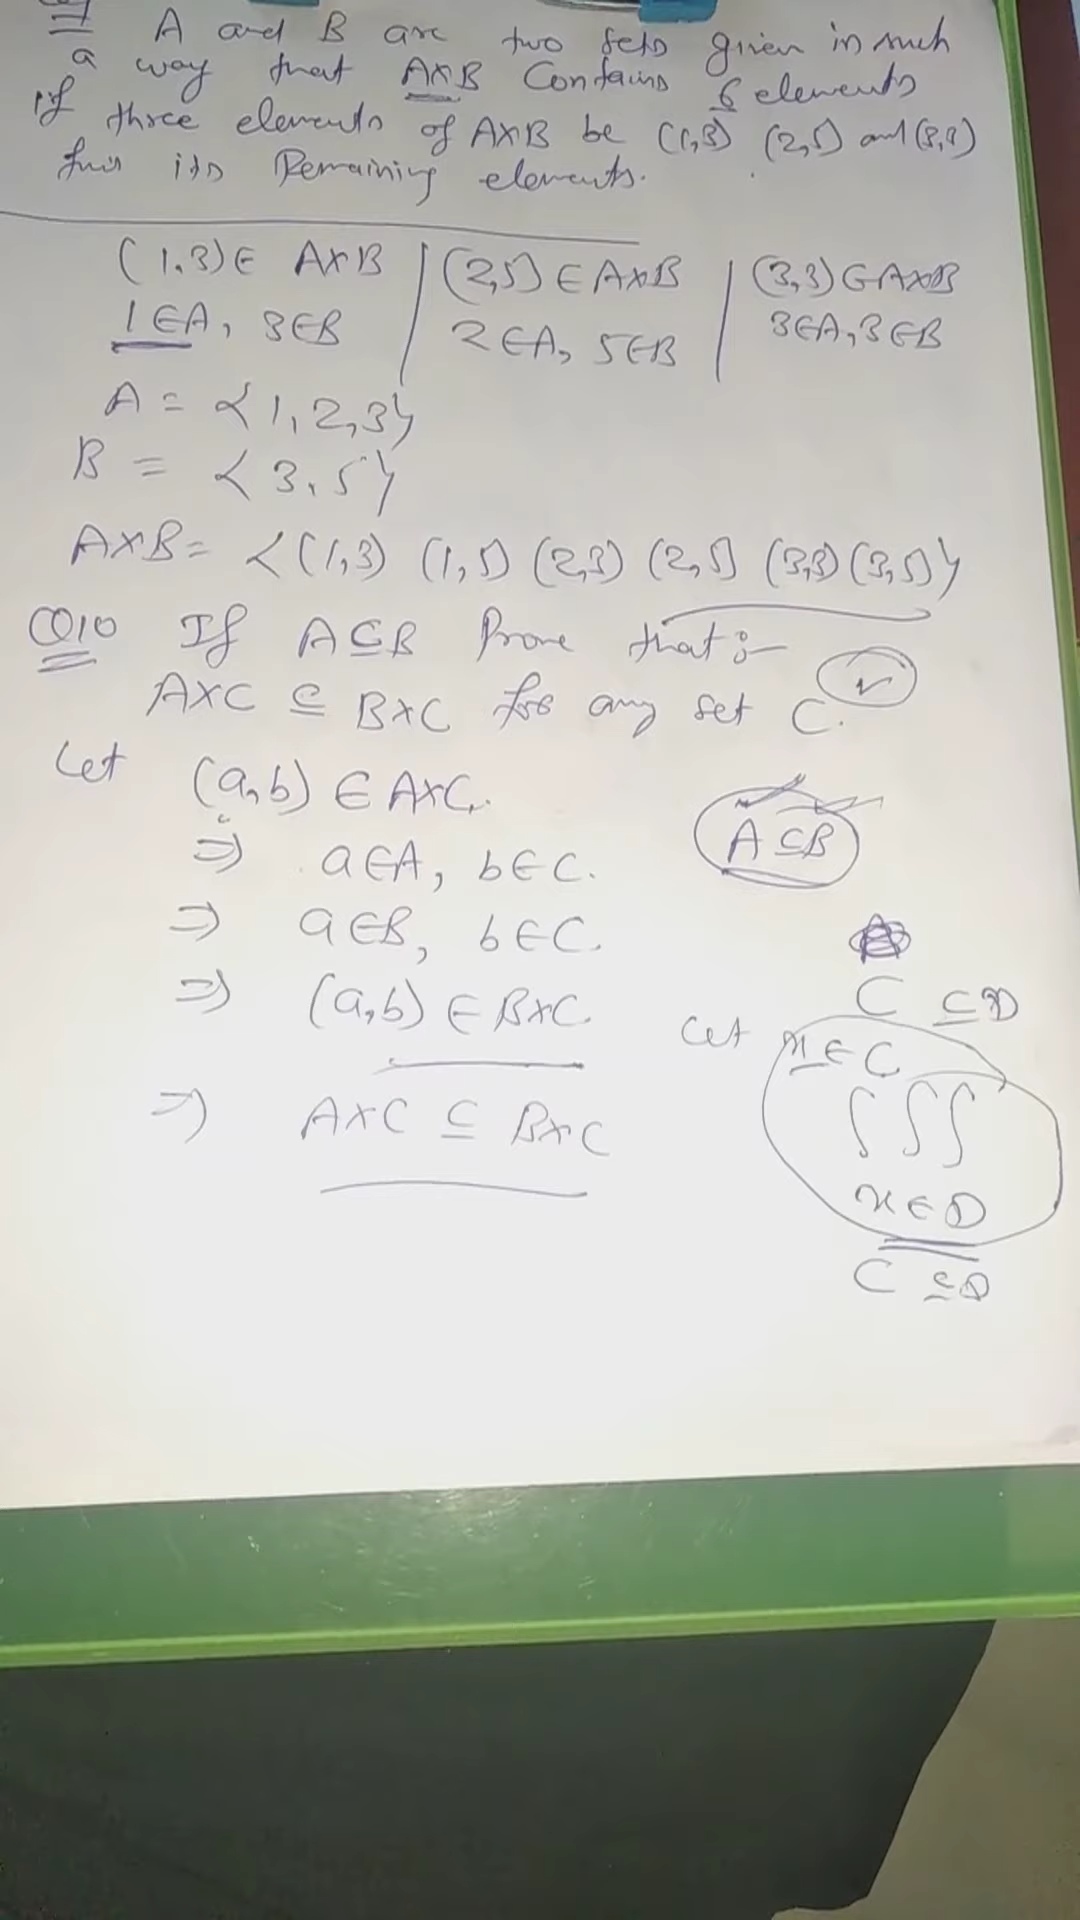 If A and B are two sets given in such
a way that A×B Contains 6 elements
if three elements of A×B be (1,3) (2,5) and (3,3)
its Remaining elements.
(1,3)∈ A×B | (2,5) ∈ A×B | (3,3)∈A×B
1∈A, 3∈B | 2∈A, 5∈B | 3∈A, 3∈B
A = {1,2,3}
B = {3,5}
A×B = {(1,3) (1,5) (2,3) (2,5) (3,3) (3,5)}
Q10 If A⊆B Prove that :-
A×C ⊆ B×C for any set C.
Let (a,b) ∈ A×C.
⇒ a∈A, b∈C.
A⊆B
⇒ a∈B, b∈C.
⇒ (a,b) ∈ B×C.
⇒ A×C ⊆ B×C
C ⊆D
Let x∈C
∫ ∫ ∫
x∈D
C ⊆D